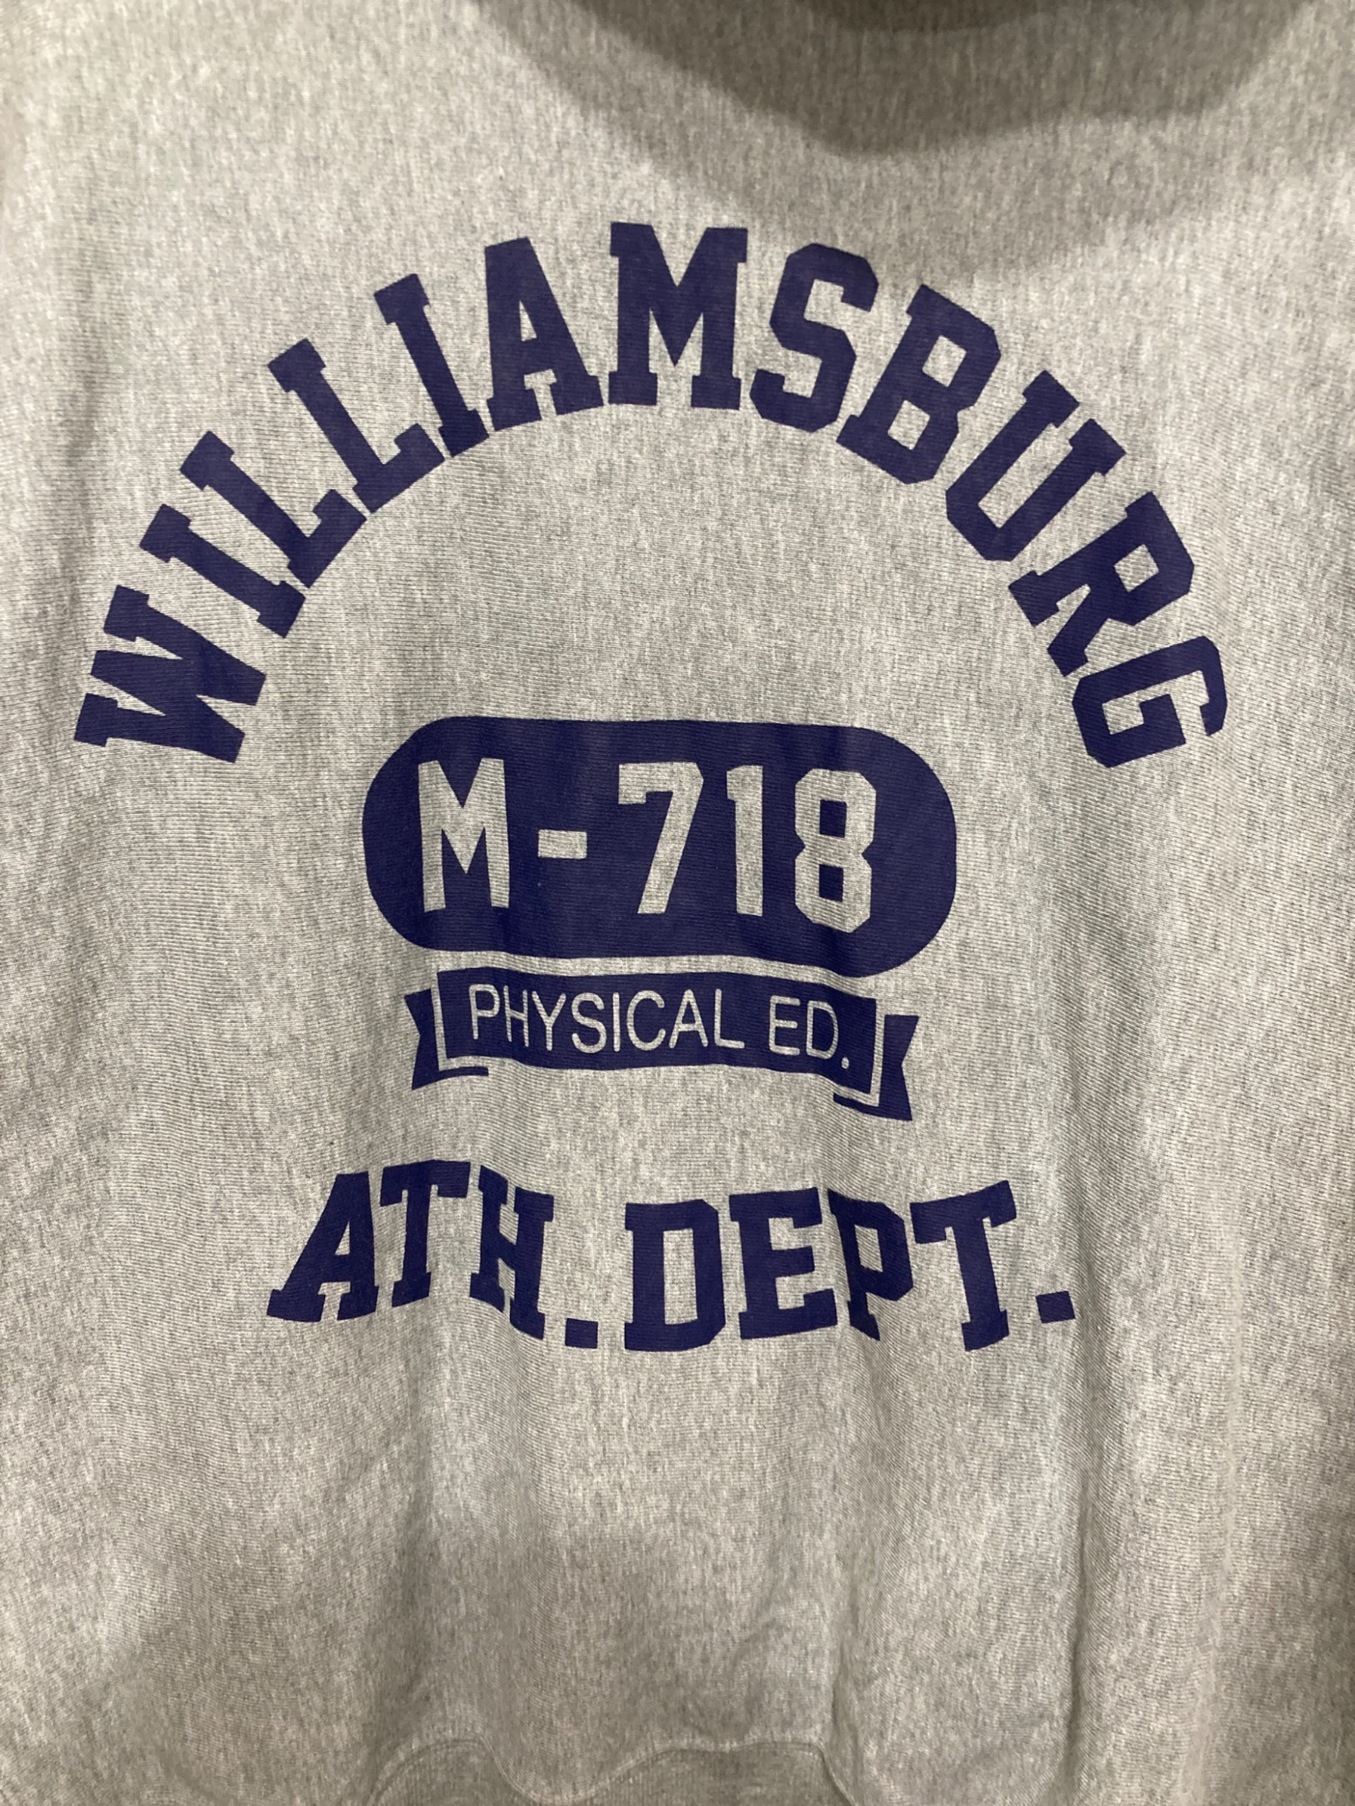 WILLIAMSBURG
M-718
PHYSICAL ED.
ATH. DEPT.